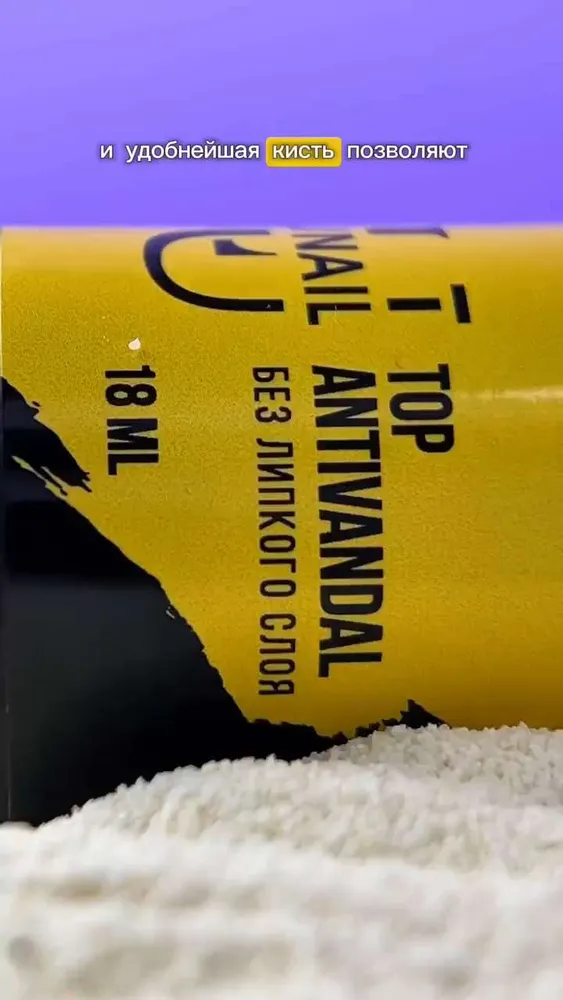 и удобнейшая кисть позволяют
NAIL
TOP
ANTIVANDAL
БЕЗ ЛИПКОГО СЛОЯ
18 ML